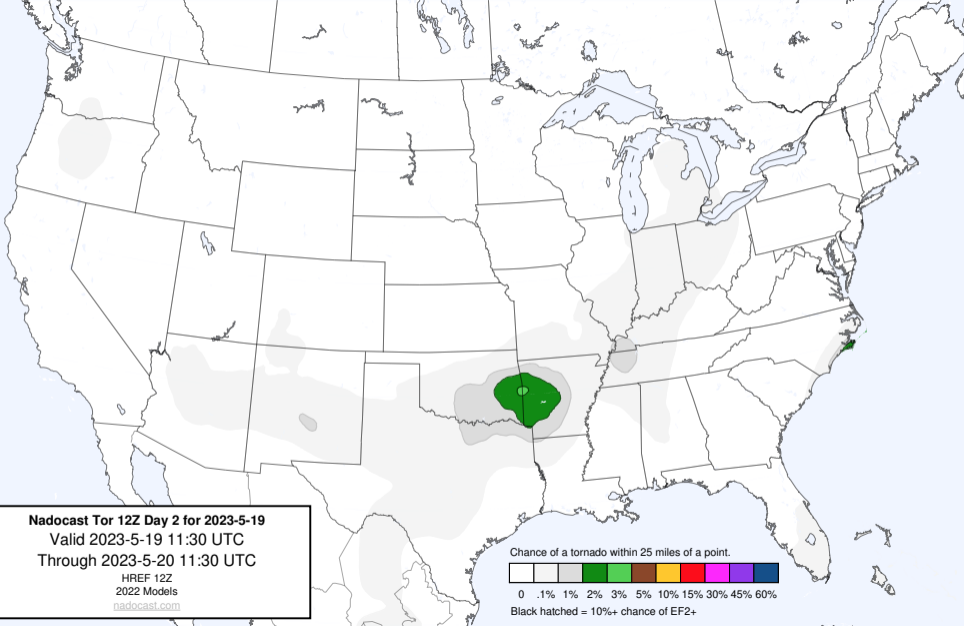 Nadocast Tor 12Z Day 2 for 2023-5-19
Valid 2023-5-19 11:30 UTC
Through 2023-5-20 11:30 UTC
HREF 12Z
2022 Models
nadocast.com
Chance of a tornado within 25 miles of a point.
0 .1% 1% 2% 3% 5% 10% 15% 30% 45% 60%
Black hatched = 10%+ chance of EF2+